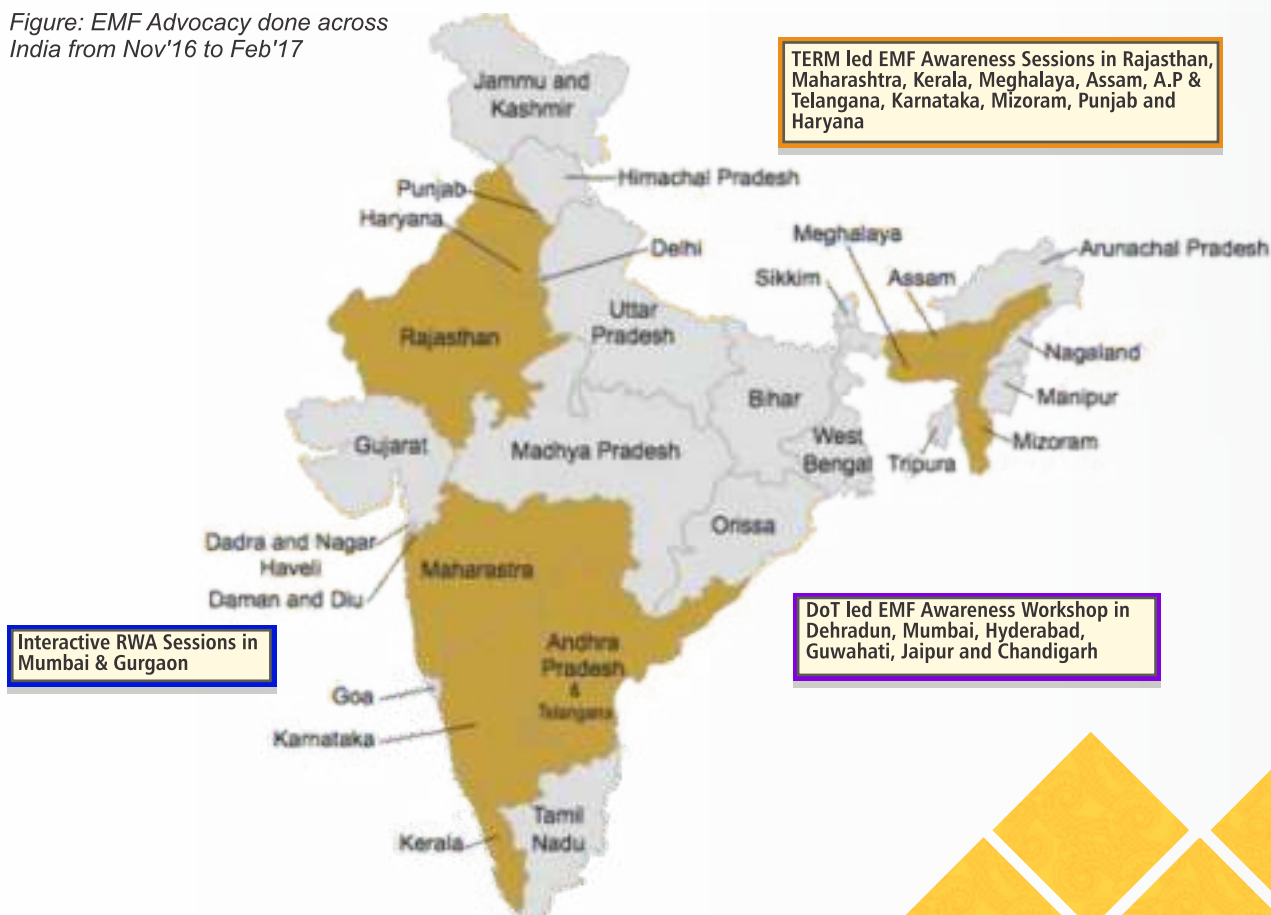 Figure: EMF Advocacy done across
India from Nov'16 to Feb'17
TERM led EMF Awareness Sessions in Rajasthan,
Maharashtra, Kerala, Meghalaya, Assam, A.P &
Telangana, Karnataka, Mizoram, Punjab and
Haryana
Jammu and
Kashmir
Himachal Pradesh
Punjab
Haryana
Delhi
Meghalaya
Arunachal Pradesh
Sikkim
Assam
Uttar
Pradesh
Rajasthan
Nagaland
Bihar
Manipur
Gujarat
Madhya Pradesh
West
Bengal
Tripura
Mizoram
Orissa
Dadra and Nagar
Haveli
Maharastra
Daman and Diu
DoT led EMF Awareness Workshop in
Dehradun, Mumbai, Hyderabad,
Guwahati, Jaipur and Chandigarh
Interactive RWA Sessions in
Mumbai & Gurgaon
Andhra
Pradesh
&
Telangana
Goa
Karnataka
Tamil
Nadu
Kerala